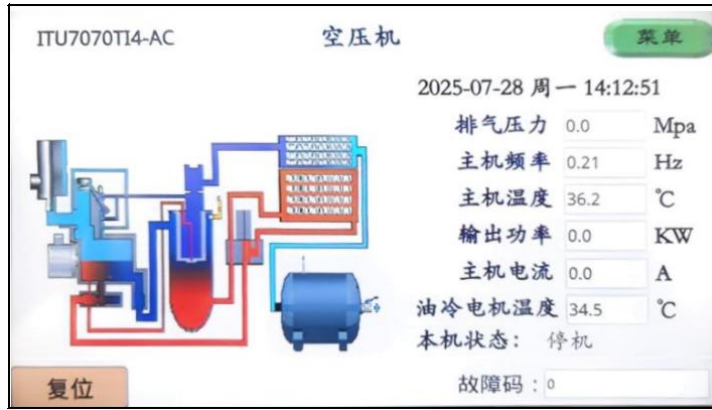 ITU7070TI4-AC 空压机 菜单
2025-07-28 周一 14:12:51
排气压力 0.0 Mpa
主机频率 0.21 Hz
主机温度 36.2 ℃
输出功率 0.0 KW
主机电流 0.0 A
油冷电机温度 34.5 ℃
本机状态： 停机
复位 故障码：0